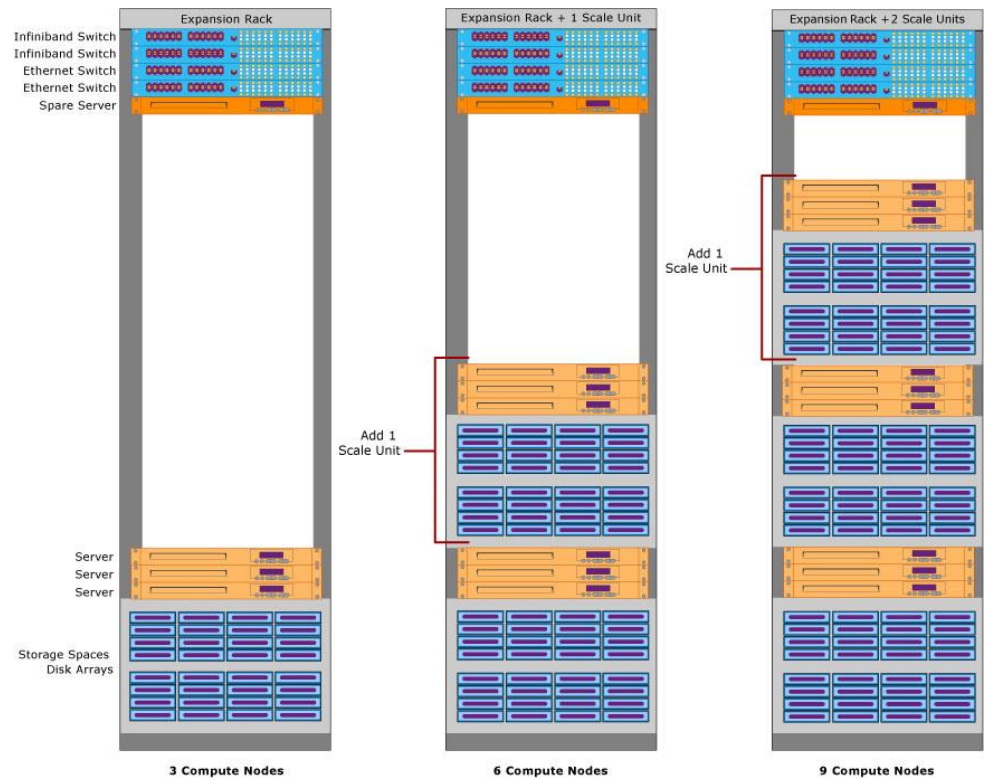 Expansion Rack
Expansion Rack + 1 Scale Unit
Expansion Rack +2 Scale Units
Infiniband Switch
Infiniband Switch
Ethernet Switch
Ethernet Switch
Spare Server
Add 1
Scale Unit
Add 1
Scale Unit
Server
Server
Server
Storage Spaces
Disk Arrays
3 Compute Nodes
6 Compute Nodes
9 Compute Nodes